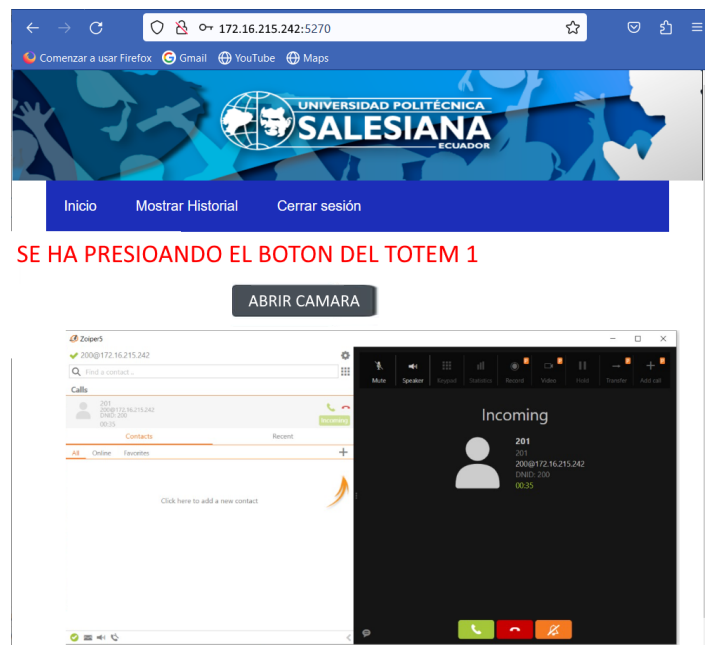 172.16.215.242:5270
Comenzar a usar Firefox Gmail YouTube Maps
UNIVERSIDAD POLITÉCNICA
SALESIANA
ECUADOR
Inicio Mostrar Historial Cerrar sesión
SE HA PRESIOANDO EL BOTON DEL TOTEM 1
ABRIR CAMARA
Zoiper5
200@172.16.215.242
Find a contact...
Calls
201
200@172.16.215.242
DNID: 200
00:35
Incoming
Contacts Recent
All Online Favorites
Click here to add a new contact
Mute Speaker Keypad Statistics Record Video Hold Transfer Add call
Incoming
201
201
200@172.16.215.242
DNID: 200
00:35